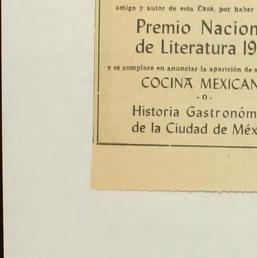 amigo y autor de esta Casa, por haber
Premio Nacion
de Literatura 19
y se complace en anunciar la aparición de s
COCINA MEXICAN
- o -
Historia Gastronóm
de la Ciudad de Méx